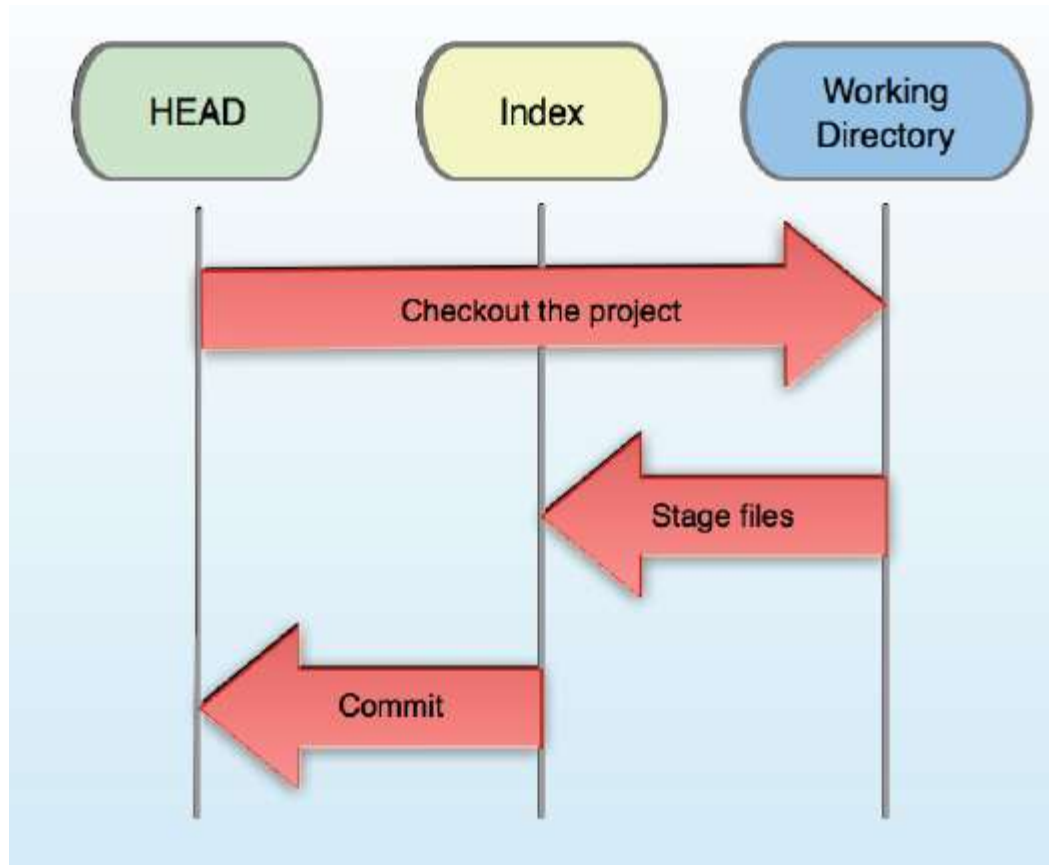 HEAD
Index
Working
Directory
Checkout the project
Stage files
Commit